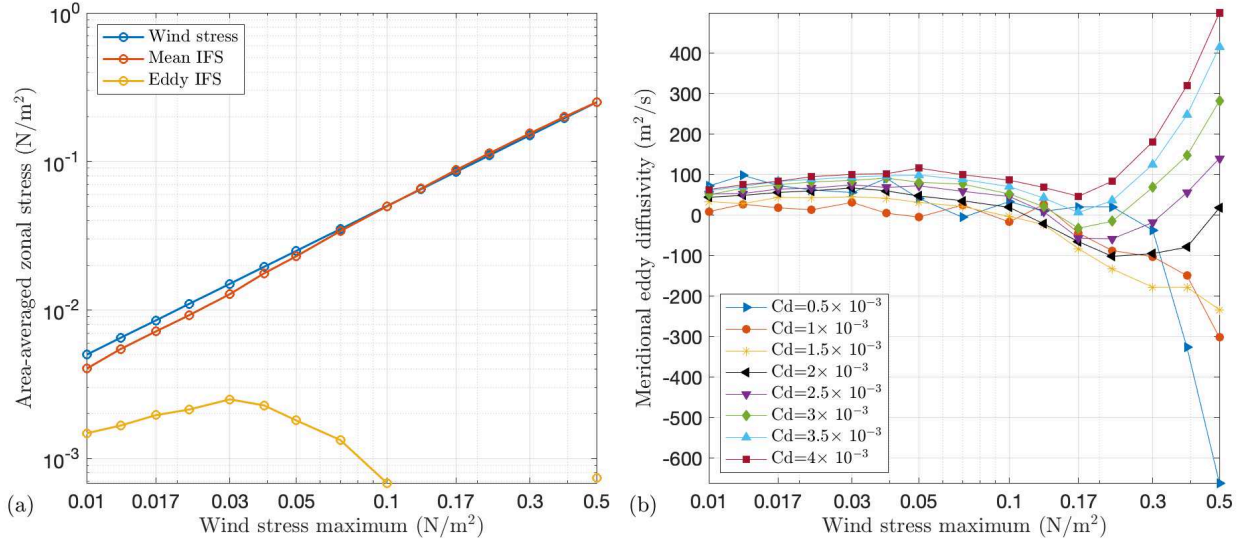 10^0
10^-1
10^-2
10^-3
Area-averaged zonal stress (N/m^2)
Wind stress
Mean IFS
Eddy IFS
0.01 0.017 0.03 0.05 0.1 0.17 0.3 0.5
Wind stress maximum (N/m^2)
(a)
400
300
200
100
0
-100
-200
-300
-400
-500
-600
Meridional eddy diffusivity (m^2/s)
Cd=0.5× 10^-3
Cd=1× 10^-3
Cd=1.5× 10^-3
Cd=2× 10^-3
Cd=2.5× 10^-3
Cd=3× 10^-3
Cd=3.5× 10^-3
Cd=4× 10^-3
0.01 0.017 0.03 0.05 0.1 0.17 0.3 0.5
Wind stress maximum (N/m^2)
(b)